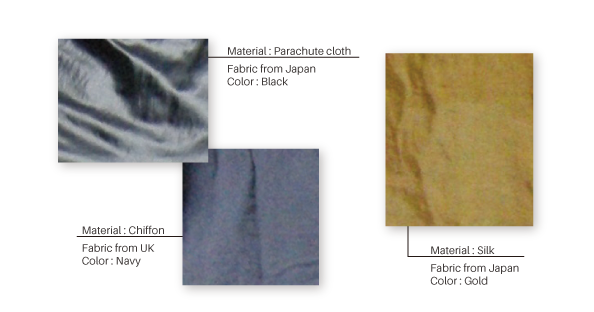 Material : Parachute cloth
Fabric from Japan
Color : Black
Material : Chiffon
Fabric from UK
Color : Navy
Material : Silk
Fabric from Japan
Color : Gold